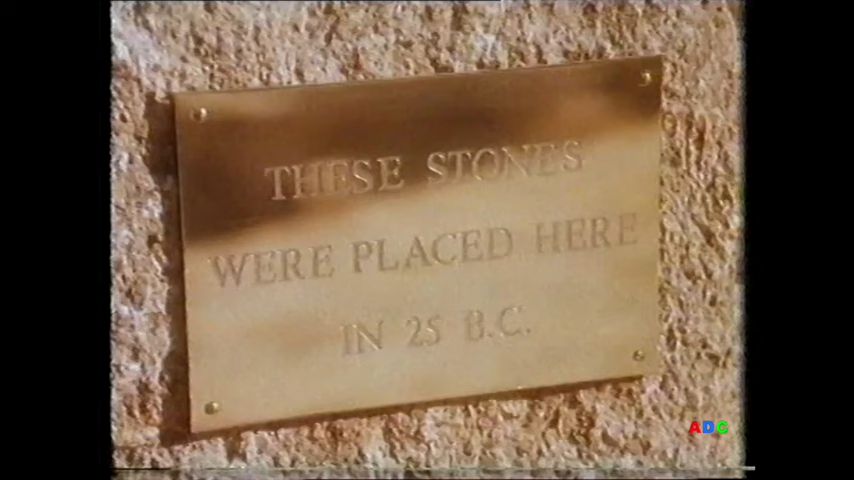 THESE STONES
WERE PLACED HERE
IN 25 B.C.
ADC